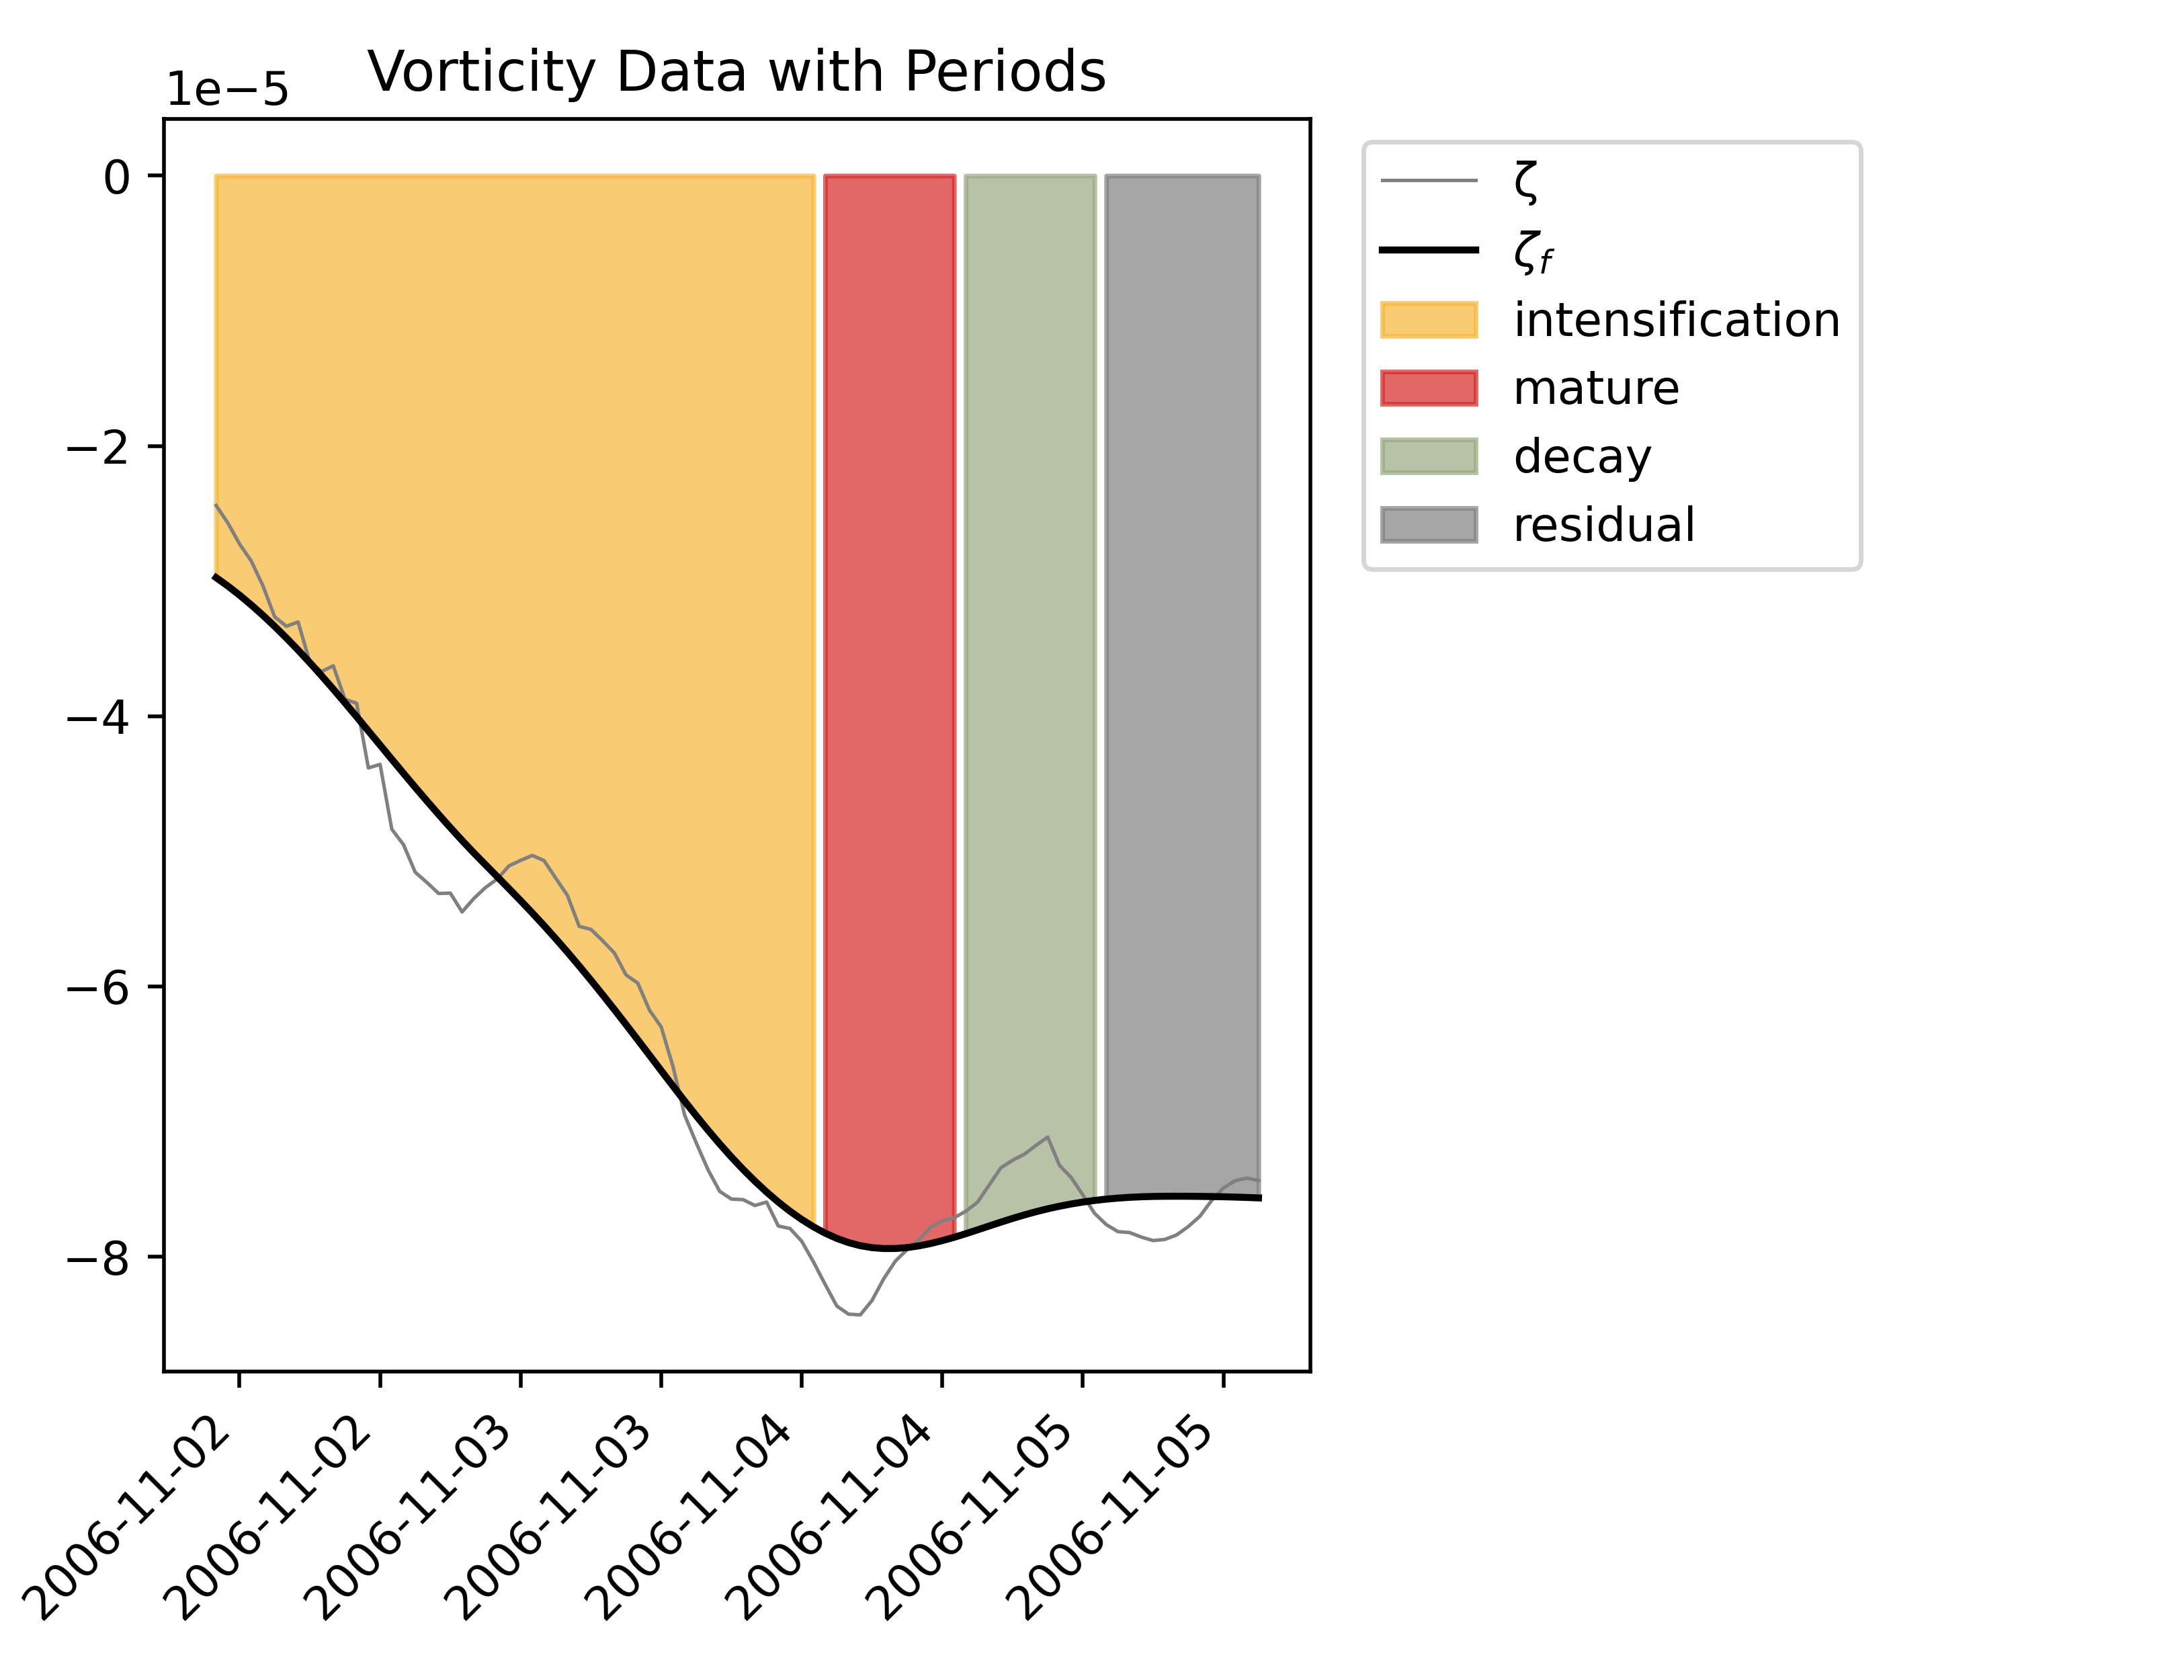 Vorticity Data with Periods
1e−5
0
−2
−4
−6
−8
2006-11-02
2006-11-02
2006-11-03
2006-11-03
2006-11-04
2006-11-04
2006-11-05
2006-11-05
ζ
ζf
intensification
mature
decay
residual